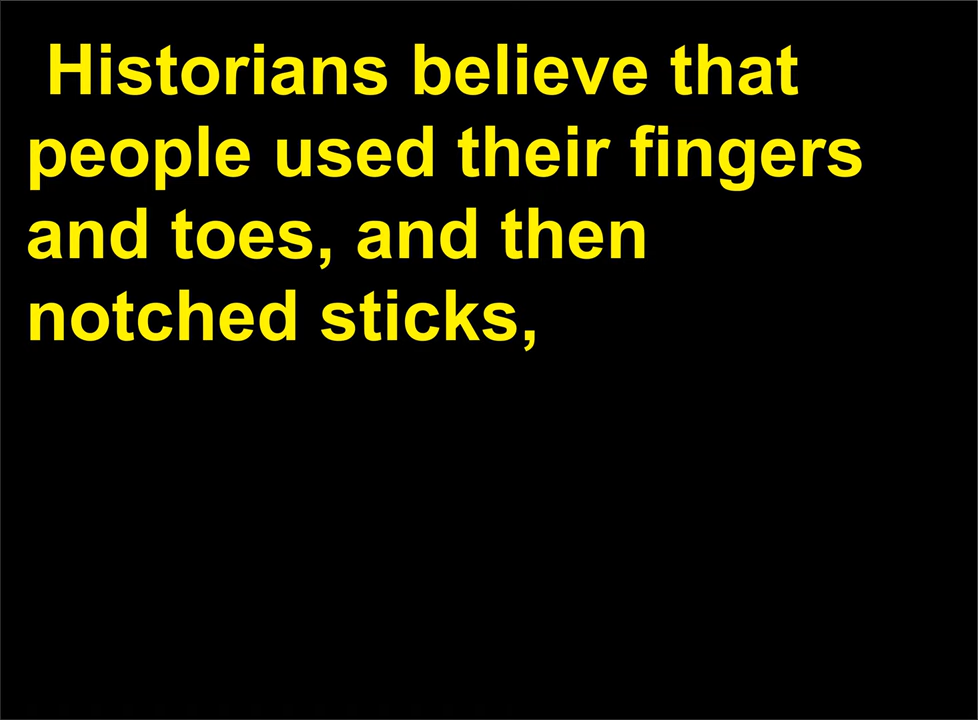 Historians believe that
people used their fingers
and toes, and then
notched sticks,